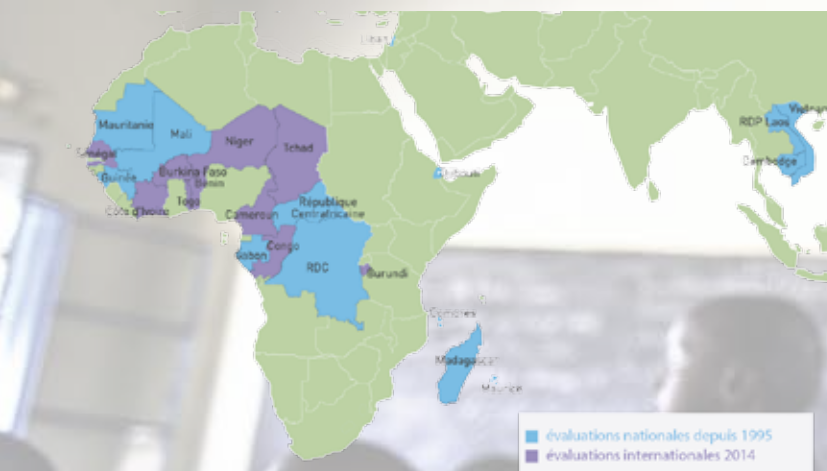 Liban
Mauritanie
Mali
Niger
Tchad
Sénégal
Guinée
Burkina Faso
Bénin
Togo
Côte d'Ivoire
Cameroun
République
Centrafricaine
Congo
Gabon
RDC
Burundi
Djibouti
Comores
Madagascar
Maurice
Vietnam
RDP Laos
Cambodge
évaluations nationales depuis 1995
évaluations internationales 2014